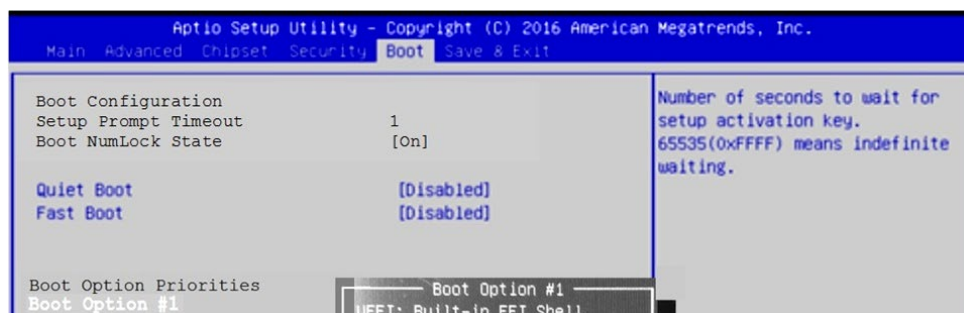 Aptio Setup Utility – Copyright (C) 2016 American Megatrends, Inc.
Main Advanced Chipset Security Boot Save & Exit
Boot Configuration
Setup Prompt Timeout 1
Boot NumLock State [On]
Quiet Boot [Disabled]
Fast Boot [Disabled]
Boot Option Priorities
Boot Option #1
Boot Option #1
UEFI: Built-in EFI Shell
Number of seconds to wait for
setup activation key.
65535(0xFFFF) means indefinite
waiting.